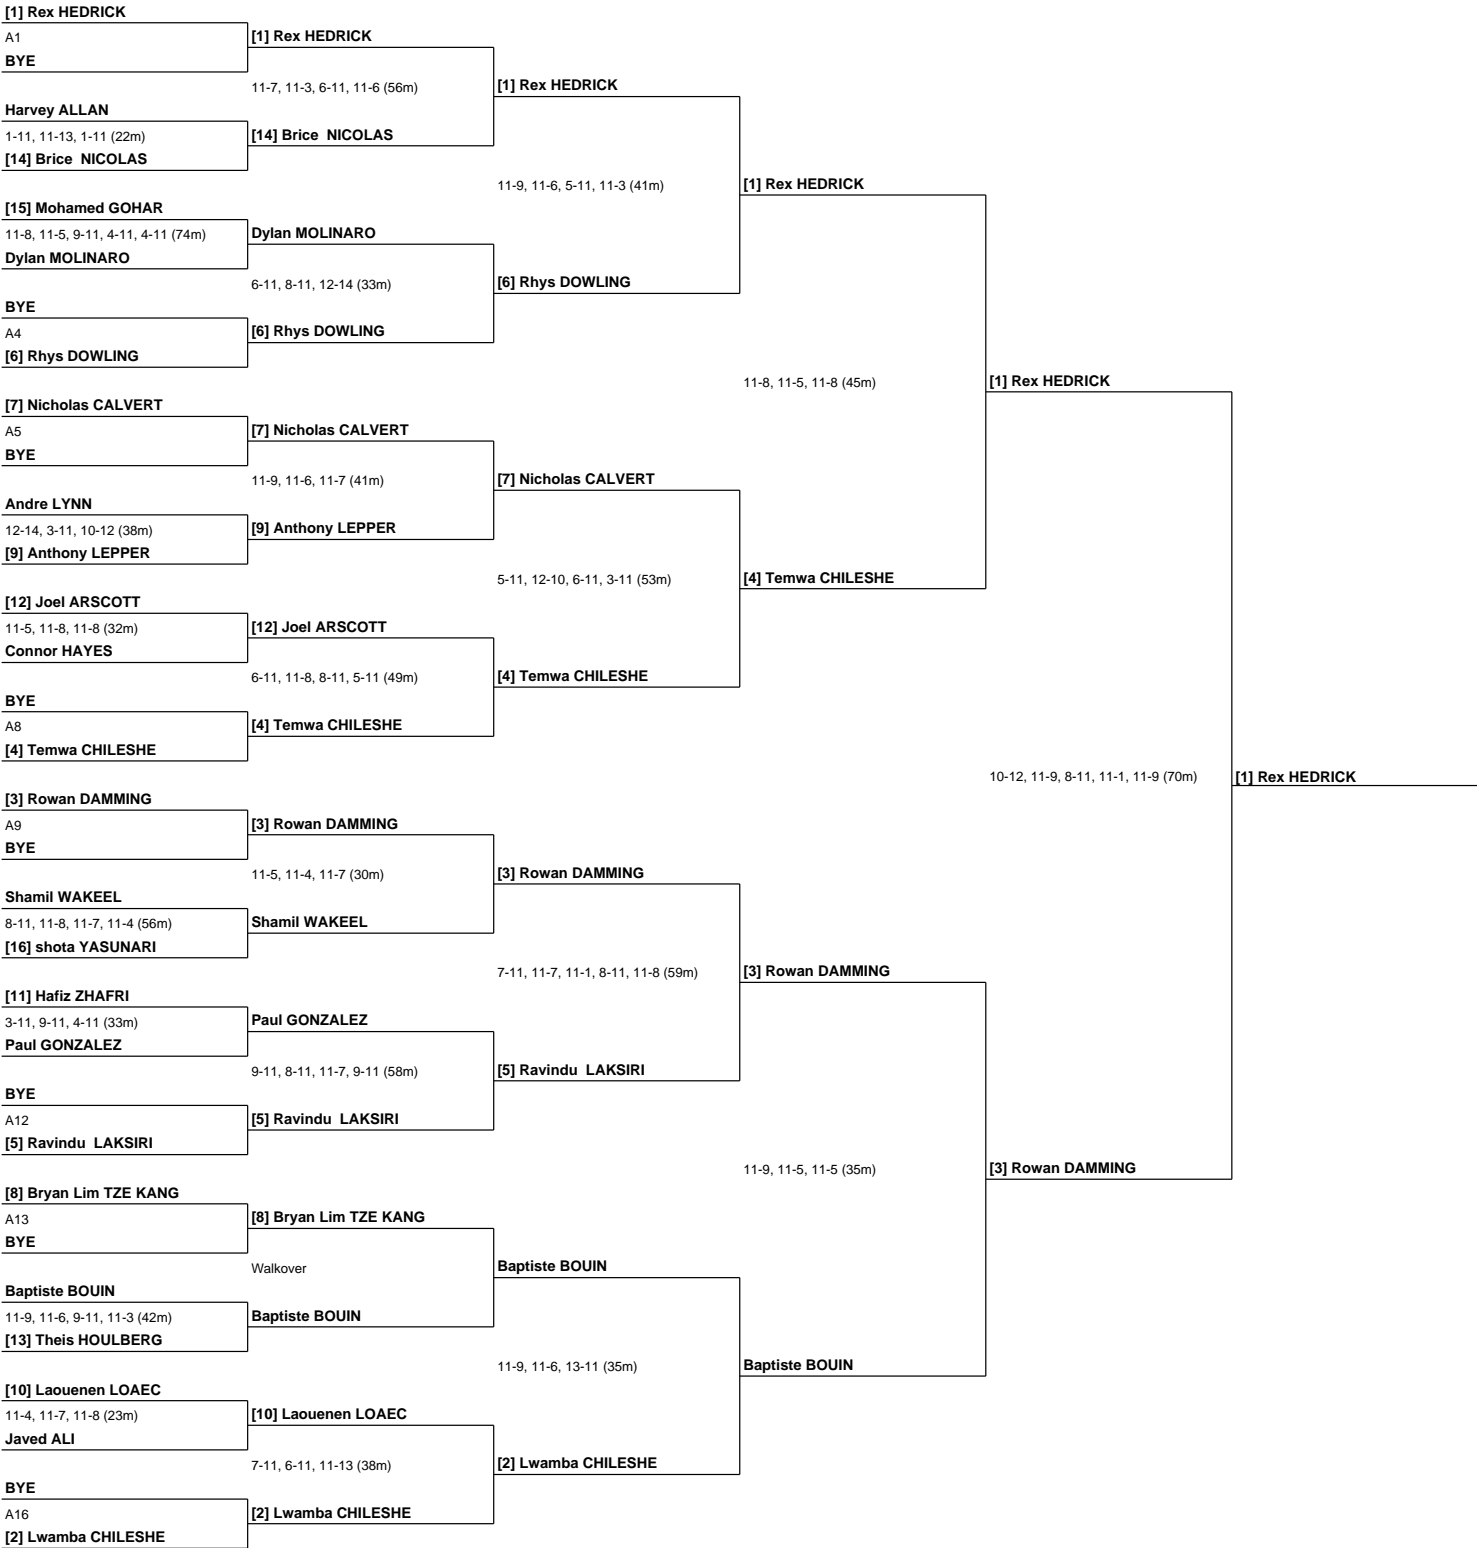 [1] Rex HEDRICK
A1
BYE
Harvey ALLAN
1-11, 11-13, 1-11 (22m)
[14] Brice  NICOLAS
[15] Mohamed GOHAR
11-8, 11-5, 9-11, 4-11, 4-11 (74m)
Dylan MOLINARO
BYE
A4
[6] Rhys DOWLING
[7] Nicholas CALVERT
A5
BYE
Andre LYNN
12-14, 3-11, 10-12 (38m)
[9] Anthony LEPPER
[12] Joel ARSCOTT
11-5, 11-8, 11-8 (32m)
Connor HAYES
BYE
A8
[4] Temwa CHILESHE
[3] Rowan DAMMING
A9
BYE
Shamil WAKEEL
8-11, 11-8, 11-7, 11-4 (56m)
[16] shota YASUNARI
[11] Hafiz ZHAFRI
3-11, 9-11, 4-11 (33m)
Paul GONZALEZ
BYE
A12
[5] Ravindu  LAKSIRI
[8] Bryan Lim TZE KANG
A13
BYE
Baptiste BOUIN
11-9, 11-6, 9-11, 11-3 (42m)
[13] Theis HOULBERG
[10] Laouenen LOAEC
11-4, 11-7, 11-8 (23m)
Javed ALI
BYE
A16
[2] Lwamba CHILESHE
[1] Rex HEDRICK
11-7, 11-3, 6-11, 11-6 (56m)
[14] Brice  NICOLAS
Dylan MOLINARO
6-11, 8-11, 12-14 (33m)
[6] Rhys DOWLING
[7] Nicholas CALVERT
11-9, 11-6, 11-7 (41m)
[9] Anthony LEPPER
[12] Joel ARSCOTT
6-11, 11-8, 8-11, 5-11 (49m)
[4] Temwa CHILESHE
[3] Rowan DAMMING
11-5, 11-4, 11-7 (30m)
Shamil WAKEEL
Paul GONZALEZ
9-11, 8-11, 11-7, 9-11 (58m)
[5] Ravindu  LAKSIRI
[8] Bryan Lim TZE KANG
Walkover
Baptiste BOUIN
[10] Laouenen LOAEC
7-11, 6-11, 11-13 (38m)
[2] Lwamba CHILESHE
[1] Rex HEDRICK
11-9, 11-6, 5-11, 11-3 (41m)
[6] Rhys DOWLING
[7] Nicholas CALVERT
5-11, 12-10, 6-11, 3-11 (53m)
[4] Temwa CHILESHE
[3] Rowan DAMMING
7-11, 11-7, 11-1, 8-11, 11-8 (59m)
[5] Ravindu  LAKSIRI
Baptiste BOUIN
11-9, 11-6, 13-11 (35m)
[2] Lwamba CHILESHE
[1] Rex HEDRICK
11-8, 11-5, 11-8 (45m)
[4] Temwa CHILESHE
[3] Rowan DAMMING
11-9, 11-5, 11-5 (35m)
Baptiste BOUIN
[1] Rex HEDRICK
10-12, 11-9, 8-11, 11-1, 11-9 (70m)
[3] Rowan DAMMING
[1] Rex HEDRICK